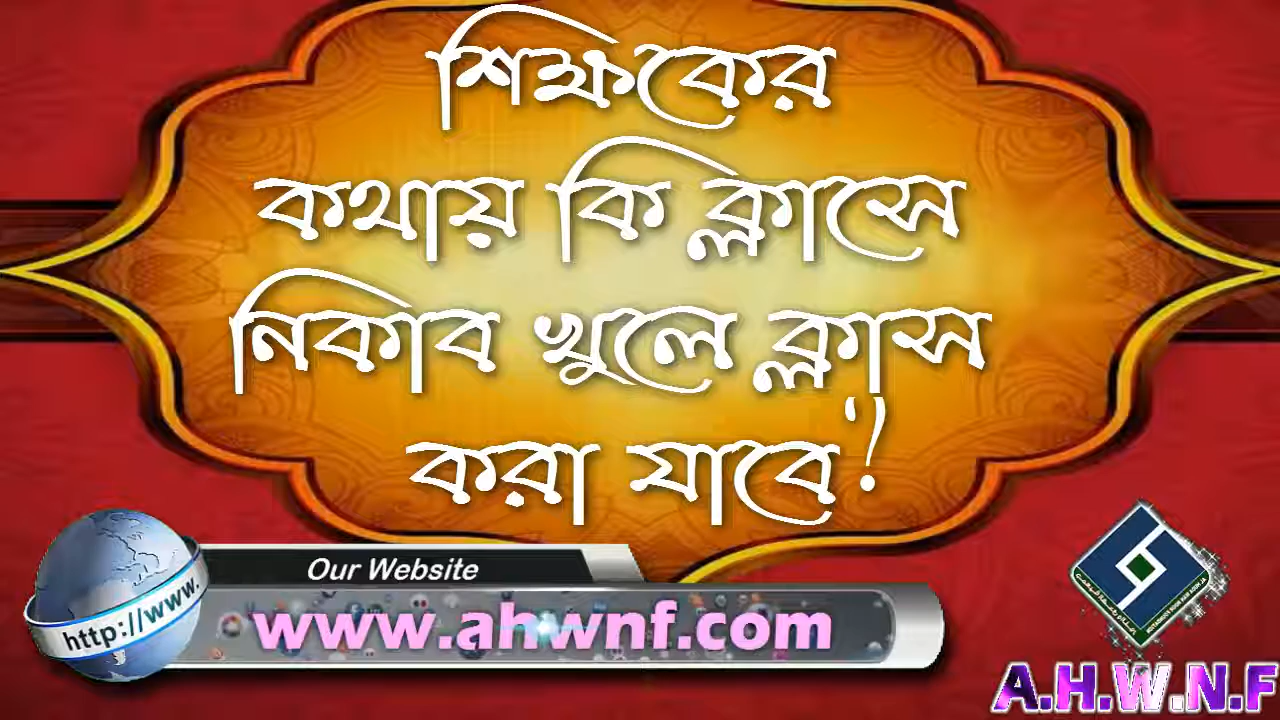 শিক্ষকের
কথায় কি ক্লাসে
নিকাব খুলে ক্লাস
করা যাবে?
Our Website
http://www.
www.ahwnf.com
A.H.W.N.F